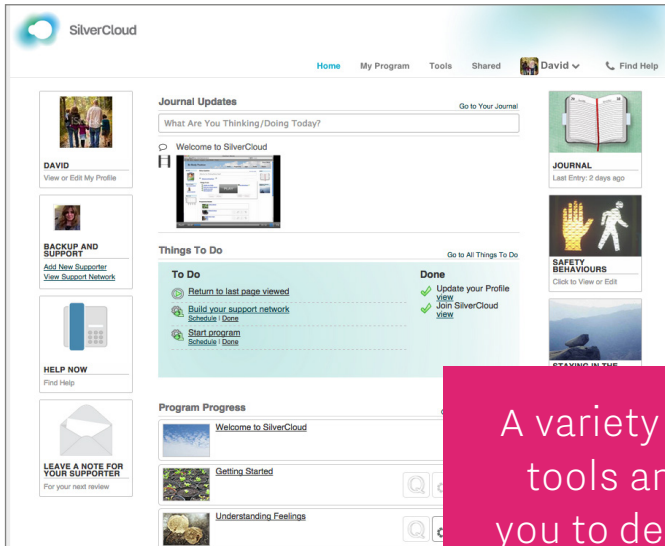 SilverCloud
Home My Program Tools Shared David Find Help
DAVID
View or Edit My Profile
BACKUP AND
SUPPORT
Add New Supporter
View Support Network
HELP NOW
Find Help
LEAVE A NOTE FOR
YOUR SUPPORTER
For your next review
Journal Updates
Go to Your Journal
What Are You Thinking/Doing Today?
Welcome to SilverCloud
Things To Do
Go to All Things To Do
To Do
Return to last page viewed
Build your support network
Schedule | Done
Start program
Schedule | Done
Done
Update your Profile
view
Join SilverCloud
view
Program Progress
Welcome to SilverCloud
Getting Started
Understanding Feelings
JOURNAL
Last Entry: 2 days ago
SAFETY
BEHAVIOURS
Click to View or Edit
STAYING IN THE
A variety
tools an
you to de